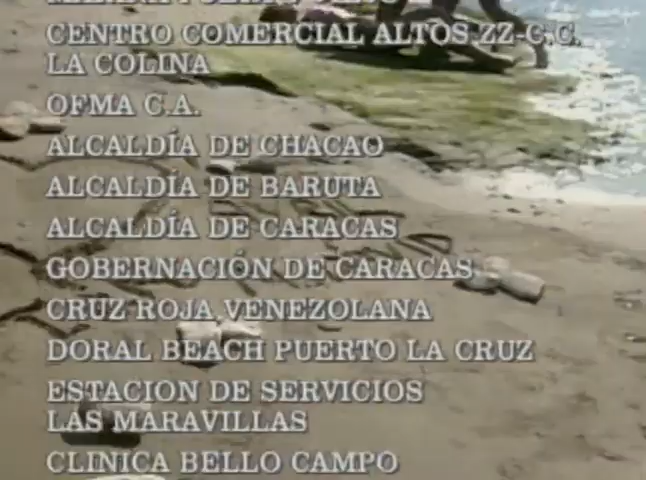 CENTRO COMERCIAL ALTOS ZZ-C.C.
LA COLINA
OFMA C.A.
ALCALDÍA DE CHACAO
ALCALDÍA DE BARUTA
ALCALDÍA DE CARACAS
GOBERNACIÓN DE CARACAS
CRUZ ROJA VENEZOLANA
DORAL BEACH PUERTO LA CRUZ
ESTACION DE SERVICIOS
LAS MARAVILLAS
CLINICA BELLO CAMPO